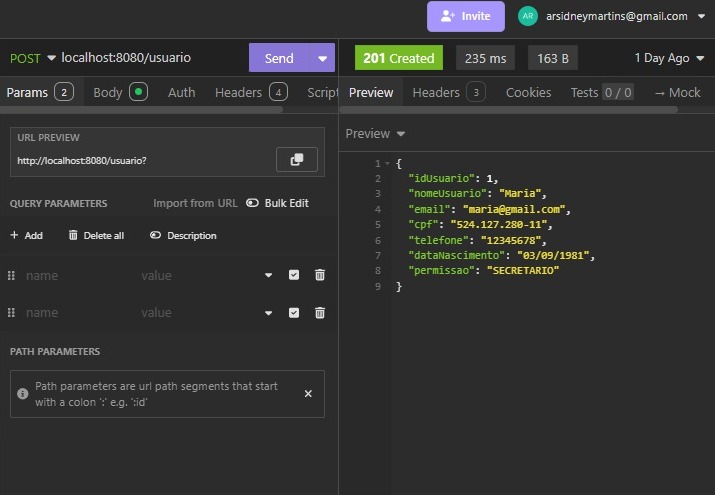 Invite
AR
arsidneymartins@gmail.com
POST
localhost:8080/usuario
Send
201 Created
235 ms
163 B
1 Day Ago
Params 2
Body
Auth
Headers 4
Script
Preview
Headers 3
Cookies
Tests 0 / 0
→ Mock
URL PREVIEW
http://localhost:8080/usuario?
QUERY PARAMETERS
Import from URL
Bulk Edit
+ Add
Delete all
Description
name
value
name
value
PATH PARAMETERS
Path parameters are url path segments that start
with a colon ':' e.g. ':id'
Preview
1 {
2 "idUsuario": 1,
3 "nomeUsuario": "Maria",
4 "email": "maria@gmail.com",
5 "cpf": "524.127.280-11",
6 "telefone": "12345678",
7 "dataNascimento": "03/09/1981",
8 "permissao": "SECRETARIO"
9 }